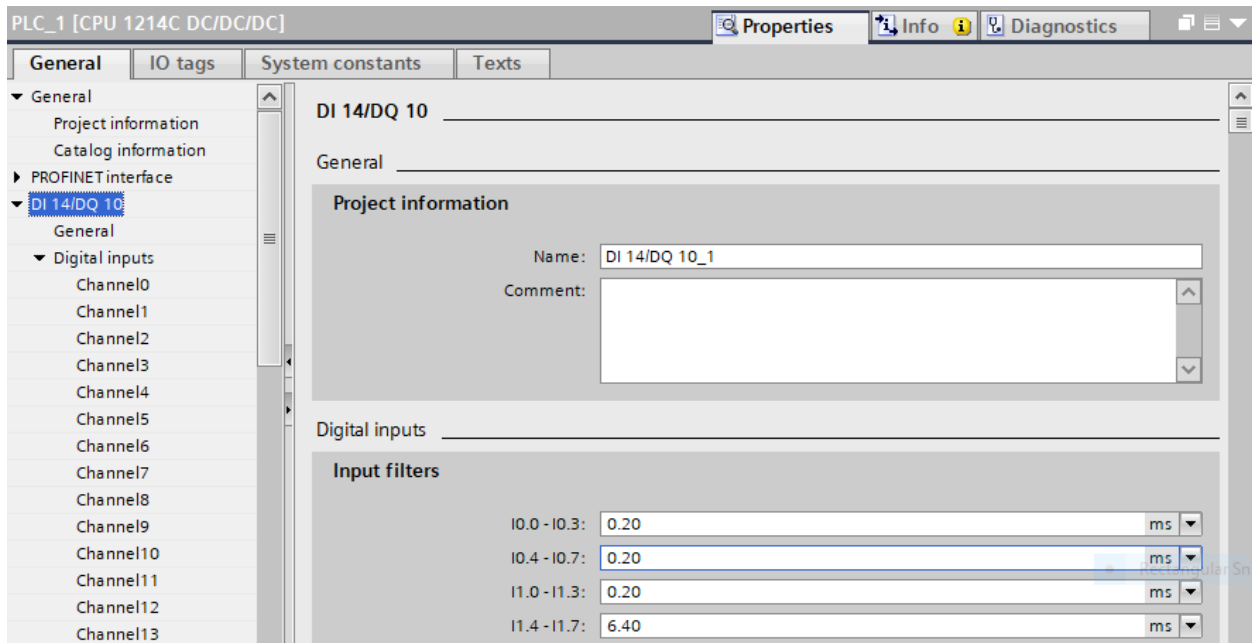 PLC_1 [CPU 1214C DC/DC/DC]
Properties
Info
Diagnostics
General
IO tags
System constants
Texts
General
Project information
Catalog information
PROFINET interface
DI 14/DQ 10
General
Digital inputs
Channel0
Channel1
Channel2
Channel3
Channel4
Channel5
Channel6
Channel7
Channel8
Channel9
Channel10
Channel11
Channel12
Channel13
DI 14/DQ 10
General
Project information
Name: DI 14/DQ 10_1
Comment:
Digital inputs
Input filters
I0.0 - I0.3: 0.20 ms
I0.4 - I0.7: 0.20 ms
Rectangular Sn
I1.0 - I1.3: 0.20 ms
I1.4 - I1.7: 6.40 ms